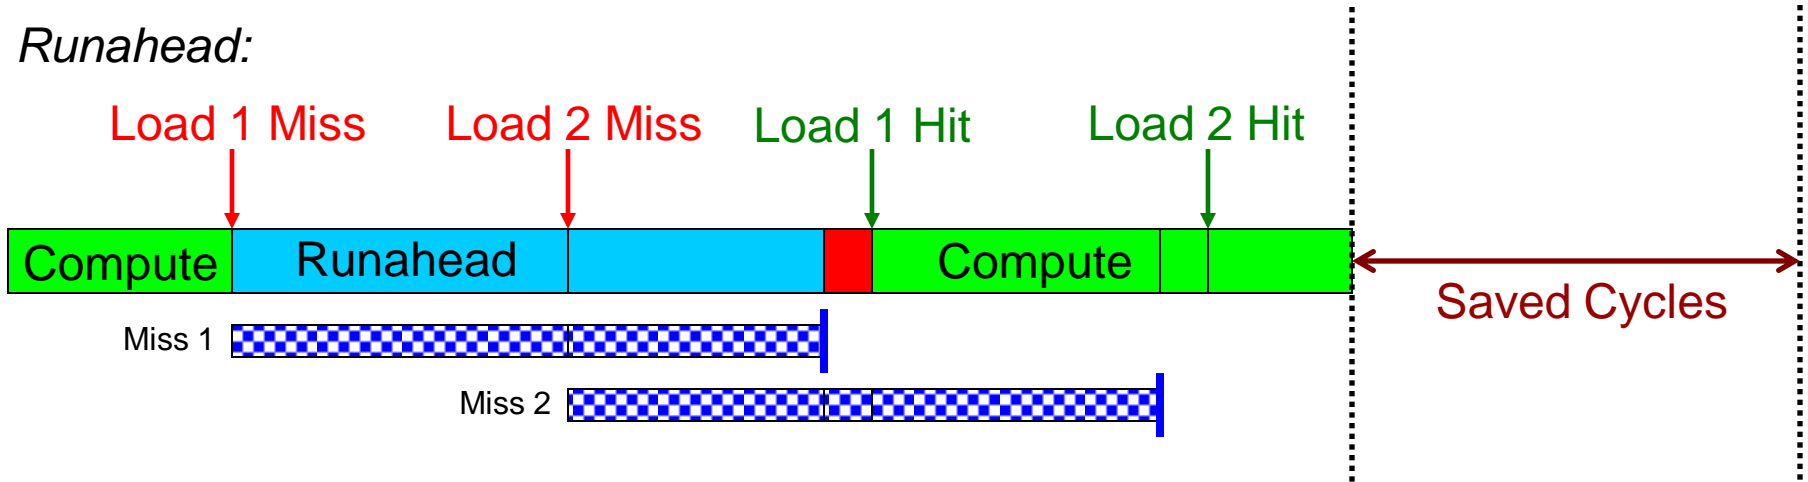 Runahead:
Load 1 Miss
Load 2 Miss
Load 1 Hit
Load 2 Hit
Compute
Runahead
Compute
Saved Cycles
Miss 1
Miss 2